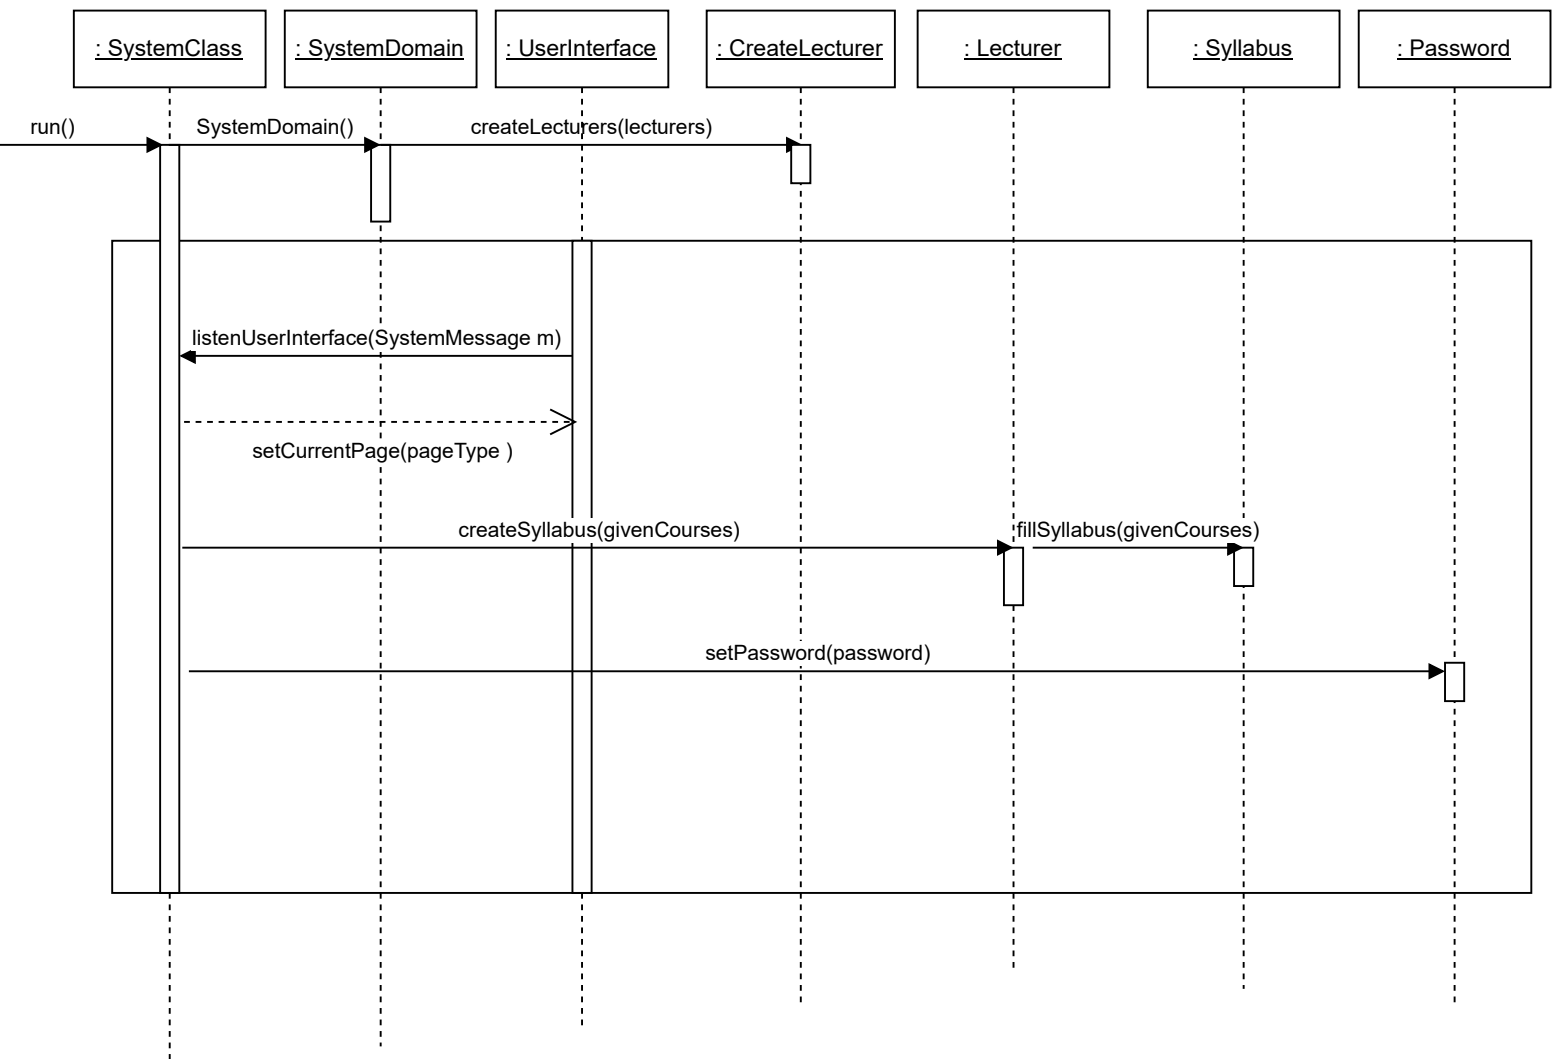 : SystemClass
: SystemDomain
: UserInterface
: CreateLecturer
: Lecturer
: Syllabus
: Password
run()
SystemDomain()
createLecturers(lecturers)
listenUserInterface(SystemMessage m)
setCurrentPage(pageType )
createSyllabus(givenCourses)
fillSyllabus(givenCourses)
setPassword(password)